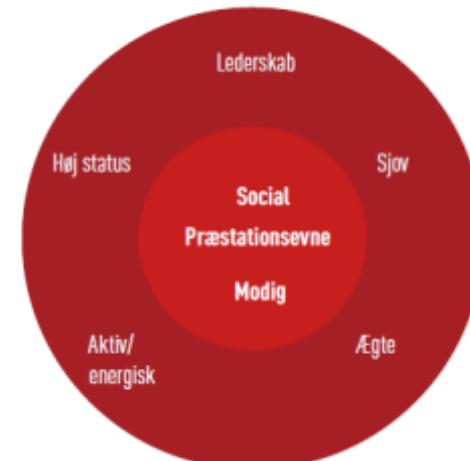 Lederskab
Høj status
Sjov
Social
Præstationsevne
Modig
Aktiv/
energisk
Ægte